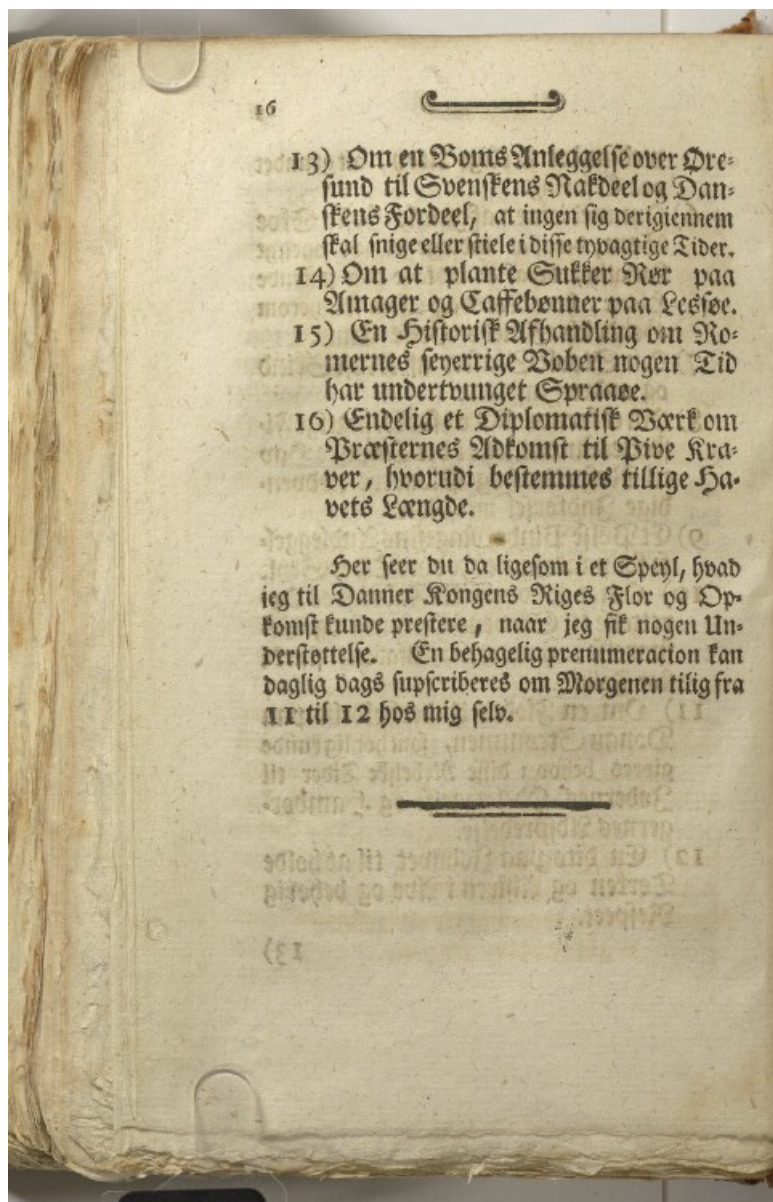 16
13) Om en Boms Anleggelse over Øre-
sund til Svenskens Nakdeel og Dan-
skens Fordeel, at ingen sig derigiennem
skal snige eller stiele i disse tyvagtige Tider.
14) Om at plante Sukker Rør paa
Amager og Caffebønner paa Lessøe.
15) En Historisk Afhandling om Ro-
mernes seyerrige Voben nogen Tid
har undertvunget Spraaøe.
16) Endelig et Diplomatisk Værk om
Præsternes Adkomst til Pive Kra-
ver, hvorudi bestemmes tillige Ha-
vets Længde.
Her seer du da ligesom i et Speyl, hvad
jeg til Danner Kongens Riges Flor og Op-
komst kunde prestere, naar jeg fik nogen Un-
derstøttelse. En behagelig prenumeracion kan
daglig dags supscriberes om Morgenen tilig fra
11 til 12 hos mig selv.